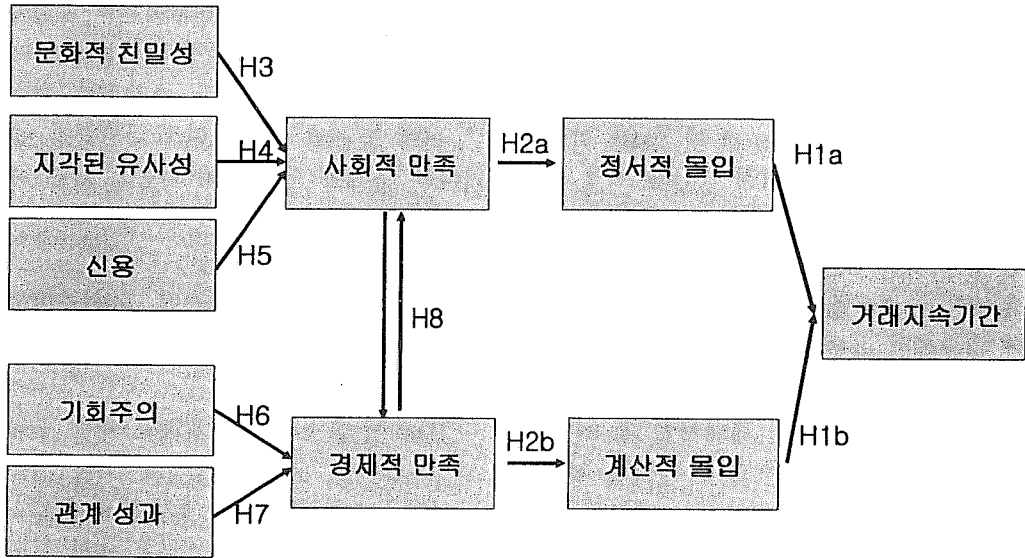 문화적 친밀성
H3
지각된 유사성
H4
사회적 만족
H2a
정서적 몰입
H1a
신용
H5
H8
거래지속기간
기회주의
H6
경제적 만족
H2b
계산적 몰입
H1b
관계 성과
H7